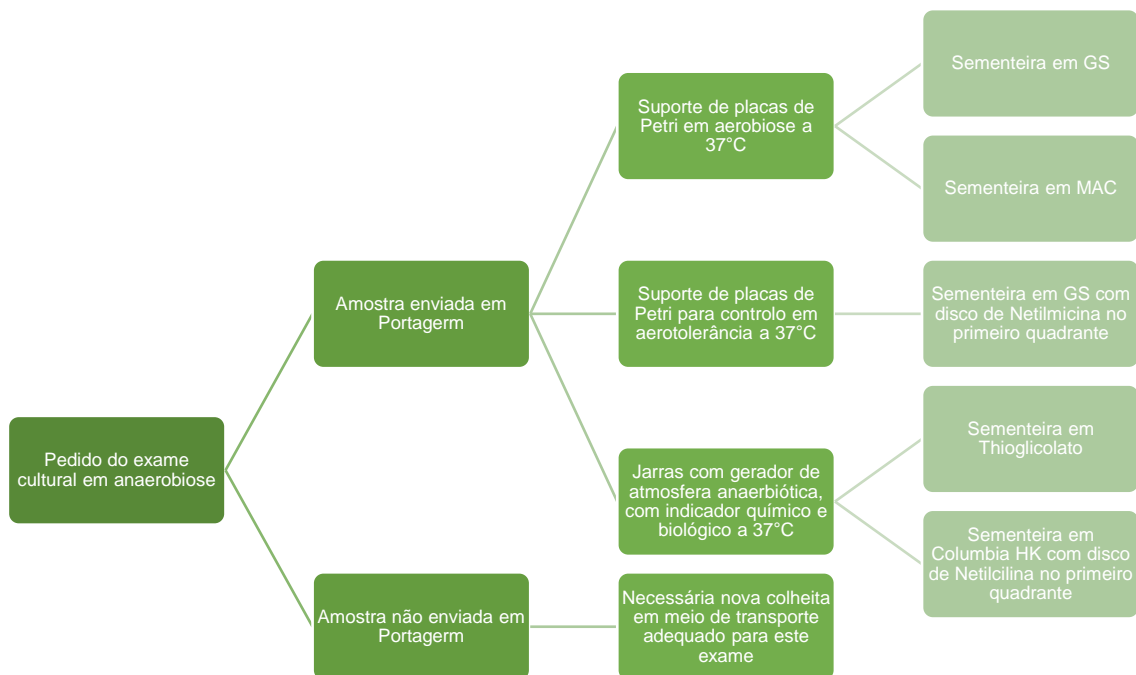 Pedido do exame
cultural em anaerobiose
Amostra enviada em
Portagerm
Suporte de placas de
Petri em aerobiose a
37°C
Sementeira em GS
Sementeira em MAC
Suporte de placas de
Petri para controlo em
aerotolerância a 37°C
Sementeira em GS com
disco de Netilmicina no
primeiro quadrante
Jarras com gerador de
atmosfera anaerbiótica,
com indicador químico e
biológico a 37°C
Sementeira em
Thioglicolato
Sementeira em
Columbia HK com disco
de Netilcilina no primeiro
quadrante
Amostra não enviada em
Portagerm
Necessária nova colheita
em meio de transporte
adequado para este
exame